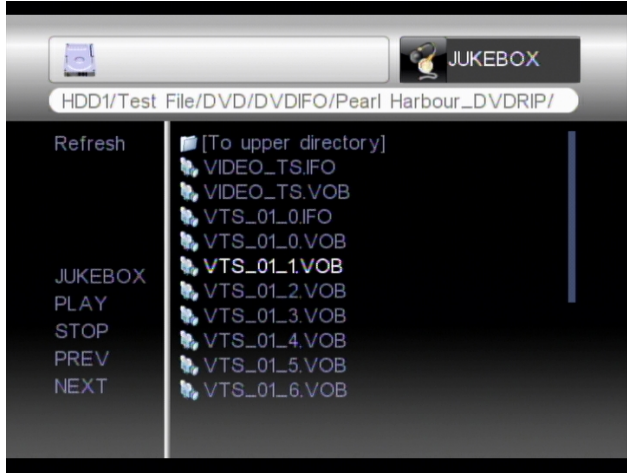 JUKEBOX
HDD1/Test File/DVD/DVDIFO/Pearl Harbour_DVDRIP/
Refresh
JUKEBOX
PLAY
STOP
PREV
NEXT
[To upper directory]
VIDEO_TS.IFO
VIDEO_TS.VOB
VTS_01_0.IFO
VTS_01_0.VOB
VTS_01_1.VOB
VTS_01_2.VOB
VTS_01_3.VOB
VTS_01_4.VOB
VTS_01_5.VOB
VTS_01_6.VOB